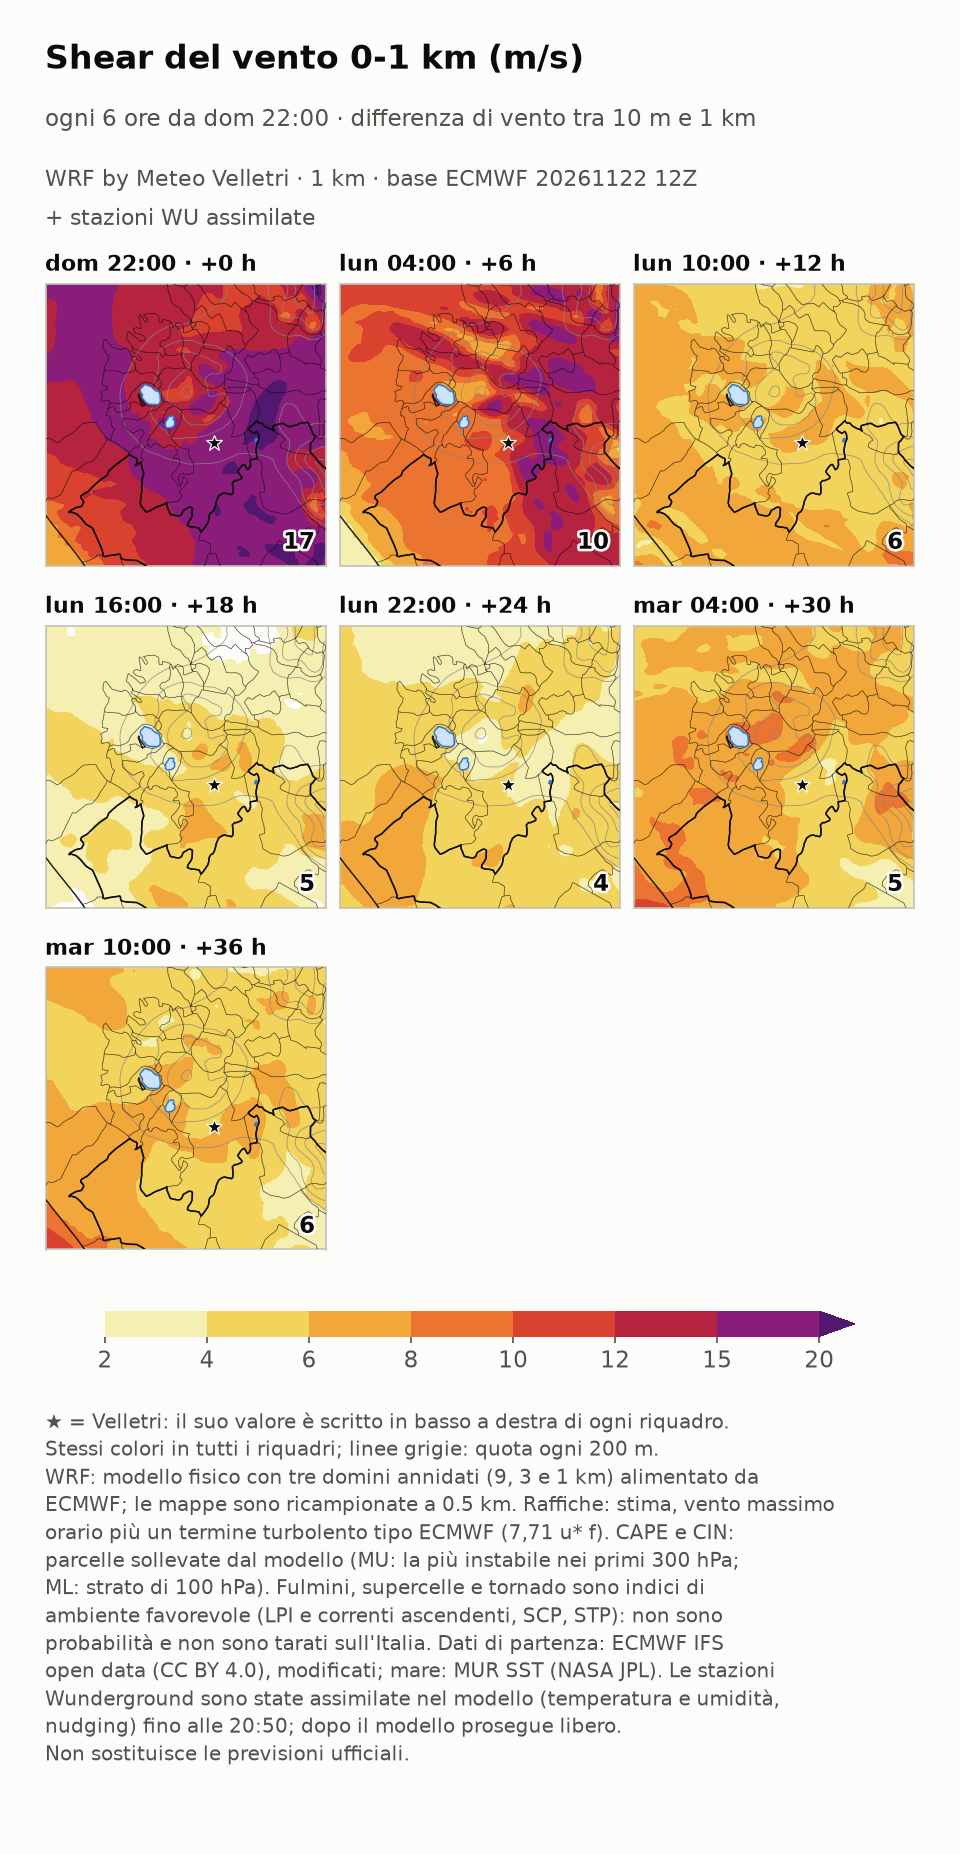 Shear del vento 0-1 km (m/s)
ogni 6 ore da dom 22:00 · differenza di vento tra 10 m e 1 km
WRF by Meteo Velletri · 1 km · base ECMWF 20261122 12Z
+ stazioni WU assimilate
dom 22:00 · +0 h
lun 04:00 · +6 h
lun 10:00 · +12 h
17
10
6
lun 16:00 · +18 h
lun 22:00 · +24 h
mar 04:00 · +30 h
5
4
5
mar 10:00 · +36 h
6
2 4 6 8 10 12 15 20
★ = Velletri: il suo valore è scritto in basso a destra di ogni riquadro.
Stessi colori in tutti i riquadri; linee grigie: quota ogni 200 m.
WRF: modello fisico con tre domini annidati (9, 3 e 1 km) alimentato da
ECMWF; le mappe sono ricampionate a 0.5 km. Raffiche: stima, vento massimo
orario più un termine turbolento tipo ECMWF (7,71 u* f). CAPE e CIN:
parcelle sollevate dal modello (MU: la più instabile nei primi 300 hPa;
ML: strato di 100 hPa). Fulmini, supercelle e tornado sono indici di
ambiente favorevole (LPI e correnti ascendenti, SCP, STP): non sono
probabilità e non sono tarati sull'Italia. Dati di partenza: ECMWF IFS
open data (CC BY 4.0), modificati; mare: MUR SST (NASA JPL). Le stazioni
Wunderground sono state assimilate nel modello (temperatura e umidità,
nudging) fino alle 20:50; dopo il modello prosegue libero.
Non sostituisce le previsioni ufficiali.